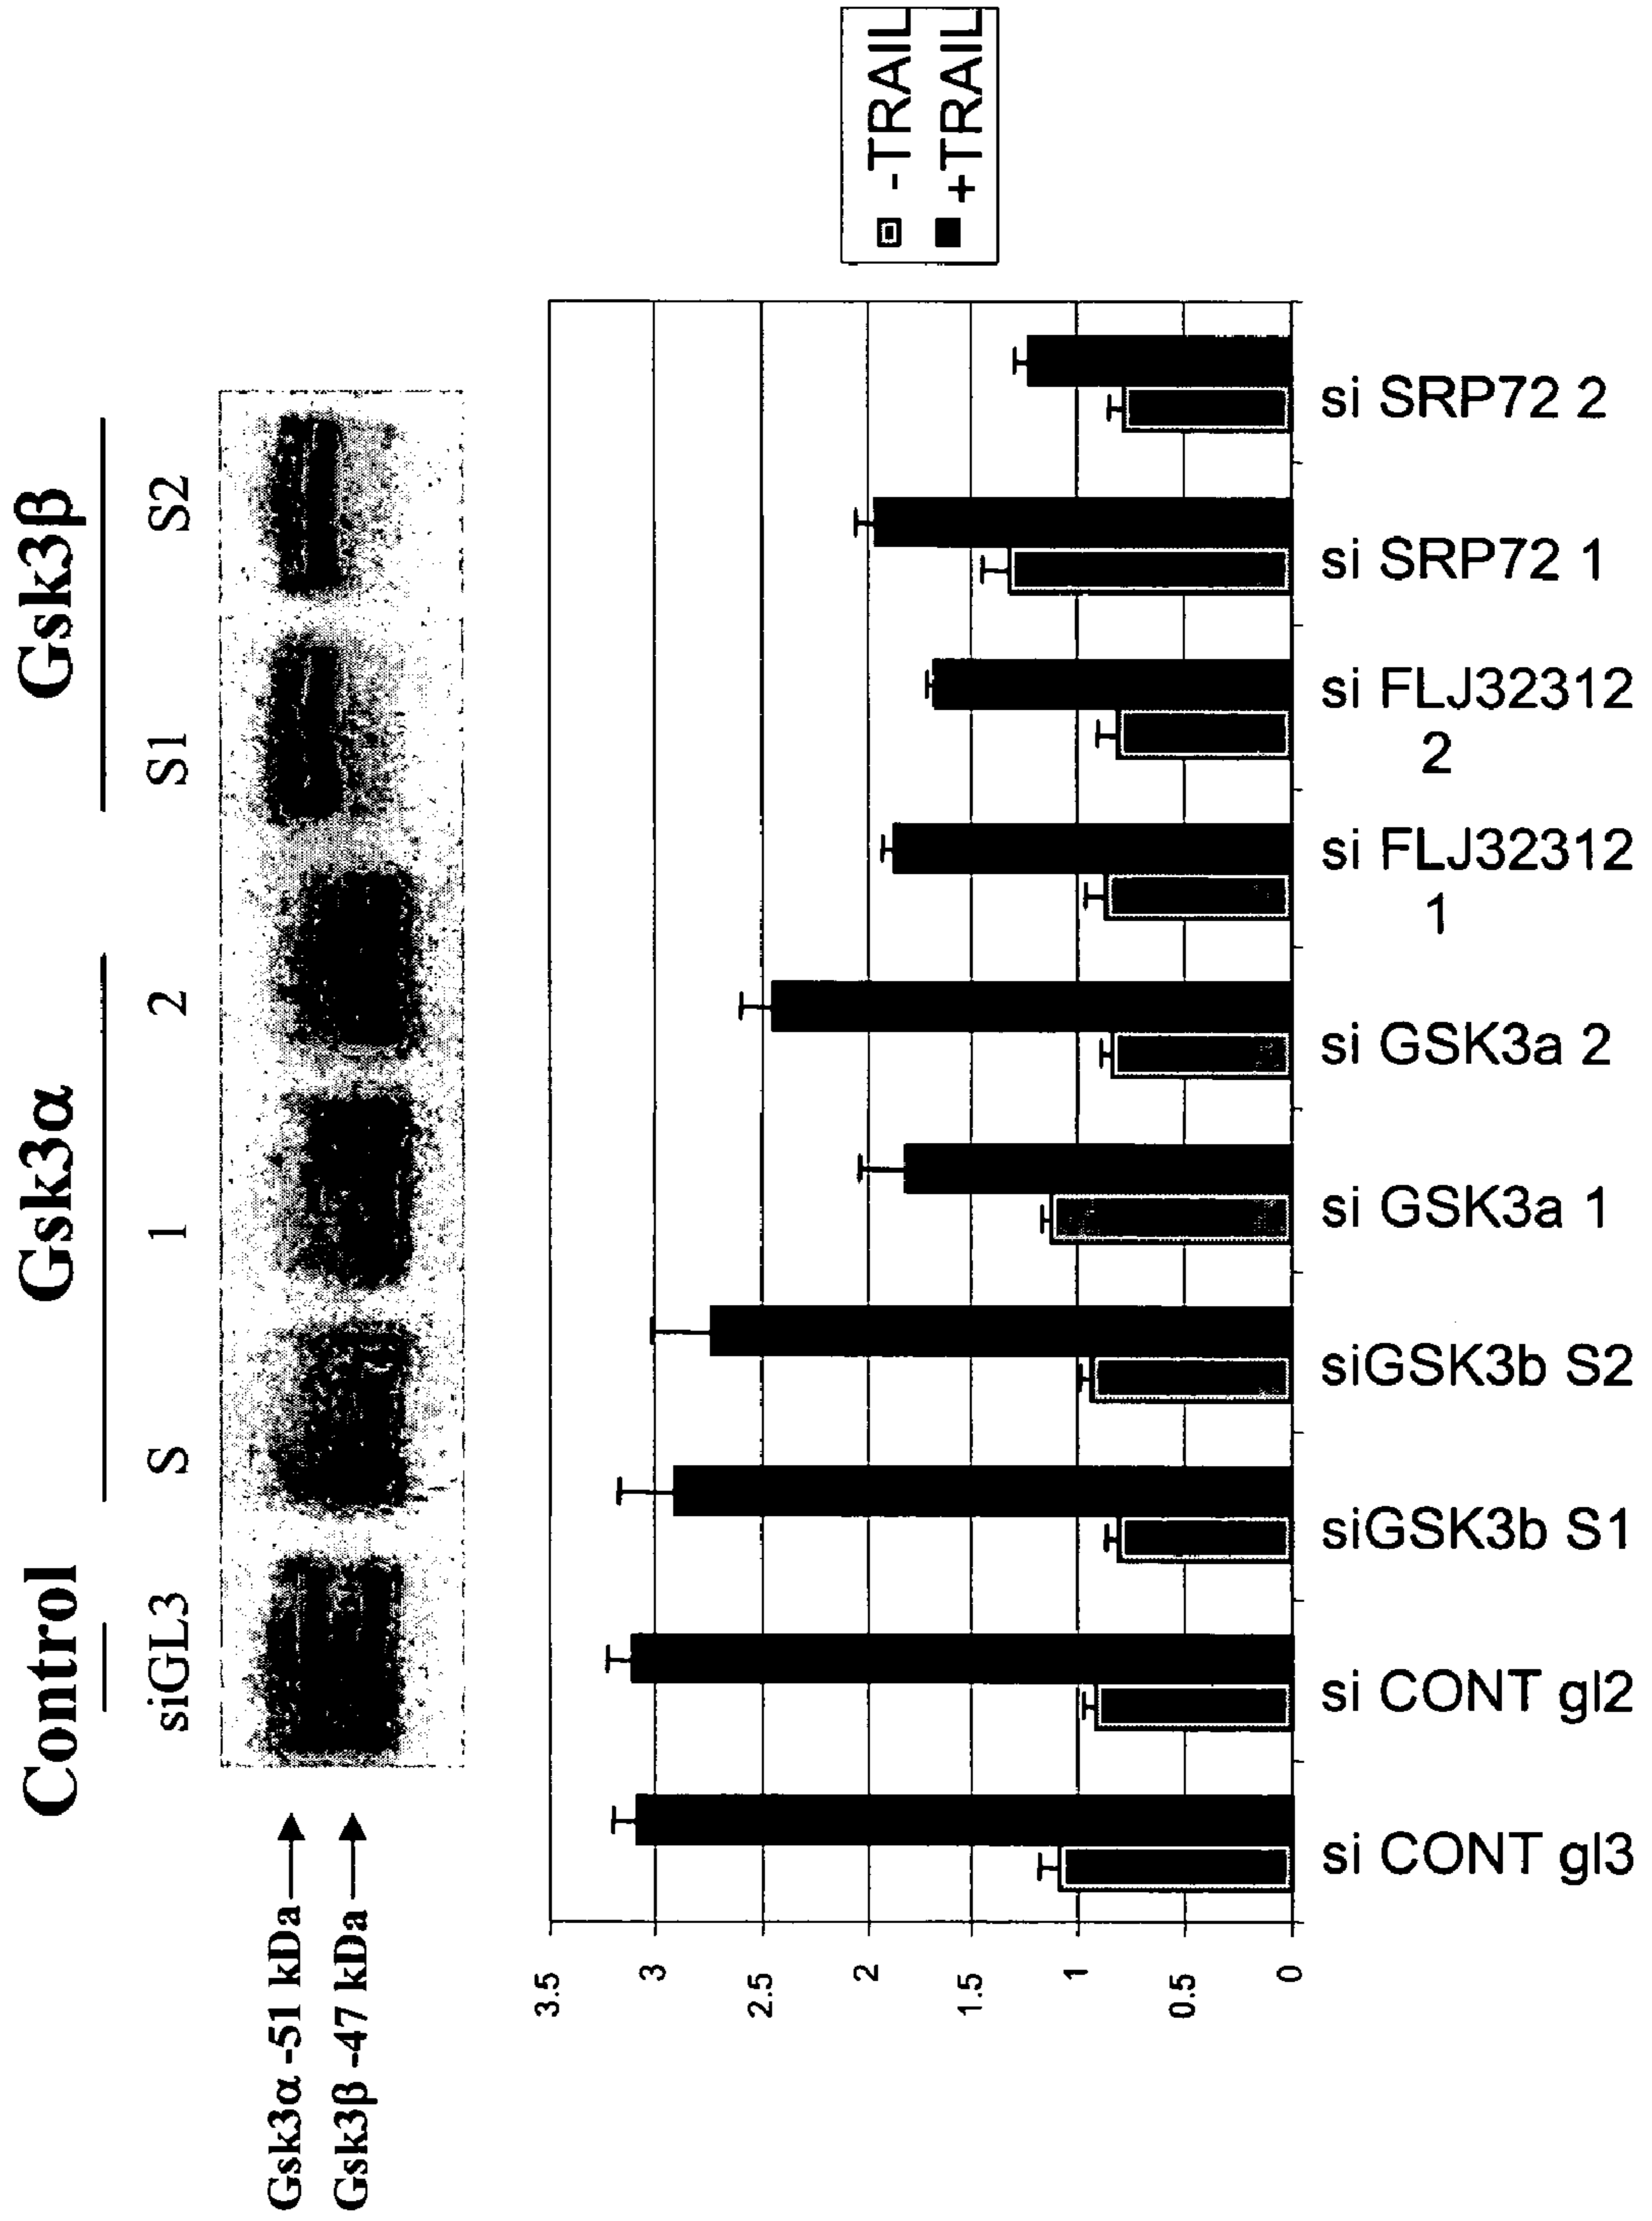 Control
Gsk3α
Gsk3β
siGL3
S
1
2
S1
S2
Gsk3α -51 kDa
Gsk3β -47 kDa
3.5
3
2.5
2
1.5
1
0.5
0
si CONT gl3
si CONT gl2
siGSK3b S1
siGSK3b S2
si GSK3a 1
si GSK3a 2
si FLJ32312
1
si FLJ32312
2
si SRP72 1
si SRP72 2
-TRAIL
+TRAIL